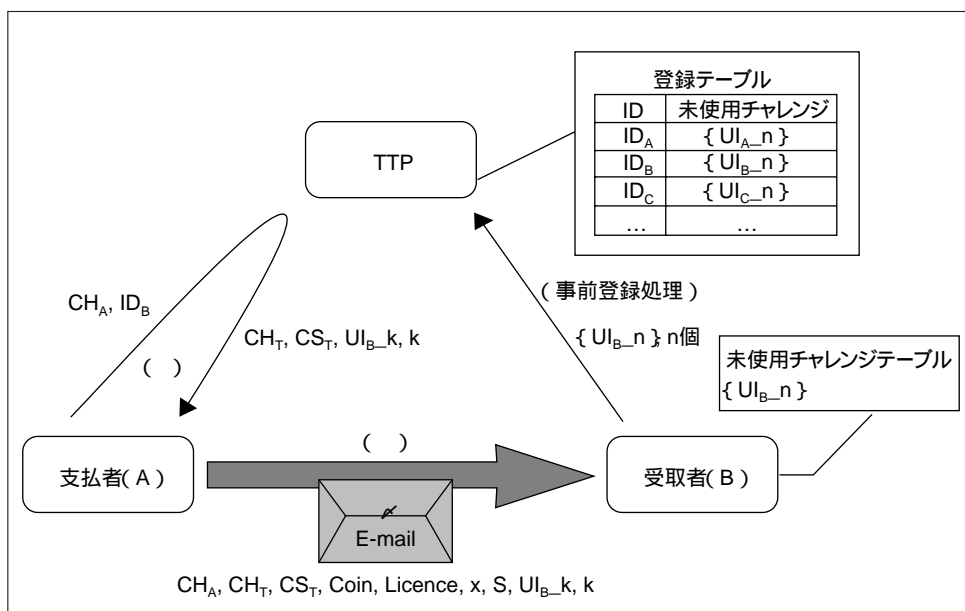 登録テーブル
ID 未使用チャレンジ
ID_A { UI_A_n }
ID_B { UI_B_n }
ID_C { UI_C_n }
… …
TTP
CH_A, ID_B
( )
CH_T, CS_T, UI_B_k, k
( 事前登録処理 )
{ UI_B_n }, n個
未使用チャレンジテーブル
{ UI_B_n }
支払者( A )
( )
受取者( B )
E-mail
CH_A, CH_T, CS_T, Coin, Licence, x, S, UI_B_k, k